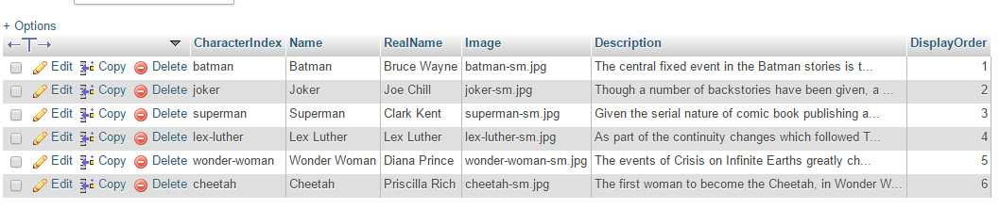 + Options
CharacterIndex Name RealName Image Description DisplayOrder
Edit Copy Delete batman Batman Bruce Wayne batman-sm.jpg The central fixed event in the Batman stories is t... 1
Edit Copy Delete joker Joker Joe Chill joker-sm.jpg Though a number of backstories have been given, a ... 2
Edit Copy Delete superman Superman Clark Kent superman-sm.jpg Given the serial nature of comic book publishing a... 3
Edit Copy Delete lex-luther Lex Luther Lex Luther lex-luther-sm.jpg As part of the continuity changes which followed T... 4
Edit Copy Delete wonder-woman Wonder Woman Diana Prince wonder-woman-sm.jpg The events of Crisis on Infinite Earths greatly ch... 5
Edit Copy Delete cheetah Cheetah Priscilla Rich cheetah-sm.jpg The first woman to become the Cheetah, in Wonder W... 6